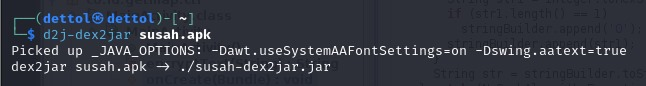 ┌──(dettol㉿dettol)-[~]
└─$ d2j-dex2jar susah.apk
Picked up _JAVA_OPTIONS: -Dawt.useSystemAAFontSettings=on -Dswing.aatext=true
dex2jar susah.apk → ./susah-dex2jar.jar